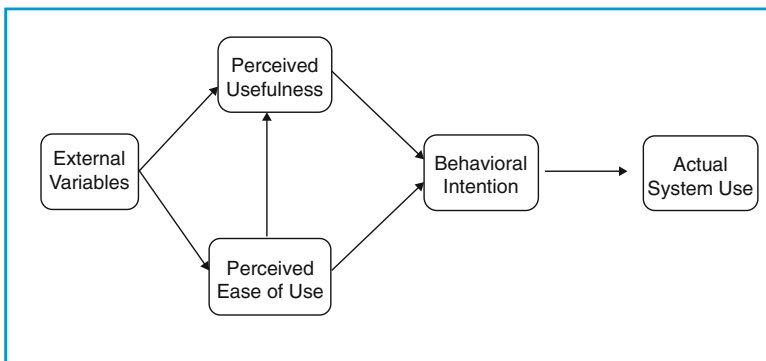 Perceived
Usefulness
External
Variables
Behavioral
Intention
Actual
System Use
Perceived
Ease of Use